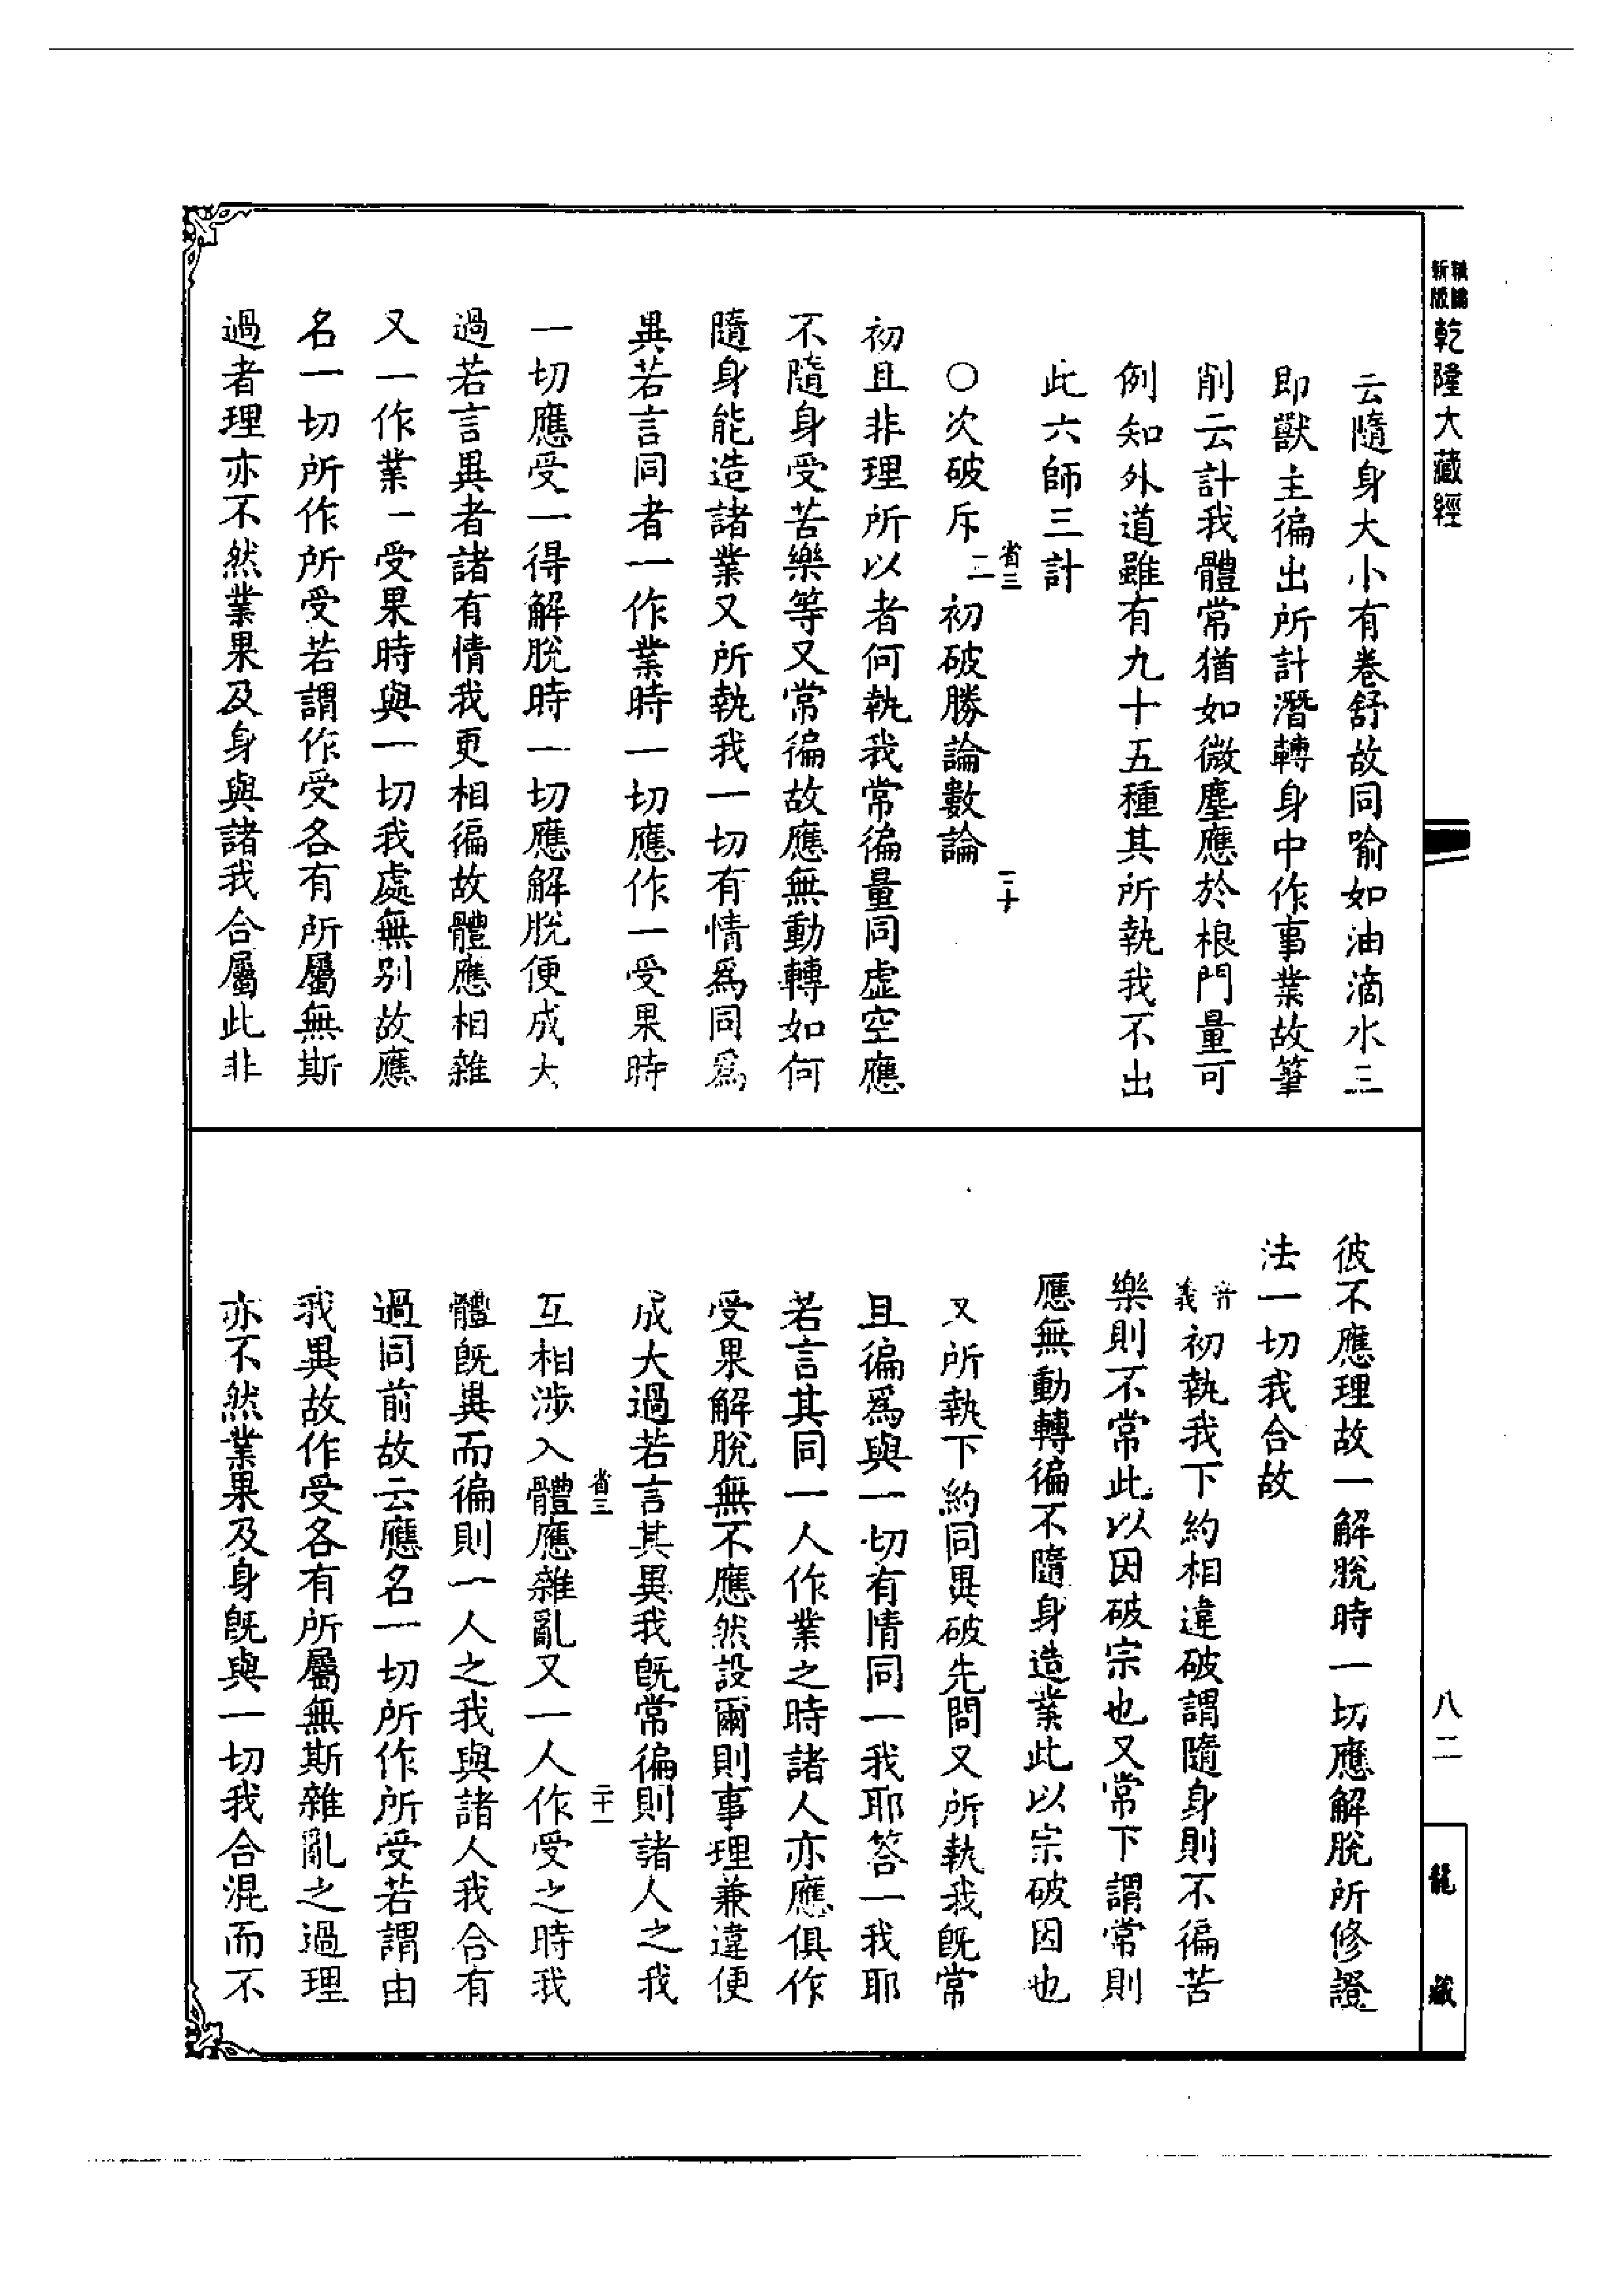 新版
乾隆大藏經
八二
龍藏
云隨身大小有卷舒故同喻如油滴水三
即獸主徧出所計潛轉身中作事業故筆
削云計我體常猶如微塵應於根門量可
例知外道雖有九十五種其所執我不出
此六師三計
省三
二十
○次破斥二初破勝論數論
初且非理所以者何執我常徧量同虛空應
不隨身受苦樂等又常徧故應無動轉如何
隨身能造諸業又所執我一切有情爲同爲
異若言同者一作業時一切應作一受果時
一切應受一得解脫時一切應解脫便成大
過若言異者諸有情我更相徧故體應相雜
又一作業一受果時與一切我處無別故應
名一切所作所受若謂作受各有所屬無斯
過者理亦不然業果及身與諸我合屬此非
彼不應理故一解脫時一切應解脫所修證
法一切我合故
音義初執我下約相違破謂隨身則不徧苦
樂則不常此以因破宗也又常下謂常則
應無動轉徧不隨身造業此以宗破因也
又所執下約同異破先問又所執我旣常
且徧爲與一切有情同一我耶答一我耶
若言其同一人作業之時諸人亦應俱作
受果解脫無不應然設爾則事理兼違便
成大過若言其異我旣常徧則諸人之我
省三
二十一
互相涉入體應雜亂又一人作受之時我
體旣異而徧則一人之我與諸人我合有
過同前故云應名一切所作所受若謂由
我異故作受各有所屬無斯雜亂之過理
亦不然業果及身旣與一切我合混而不